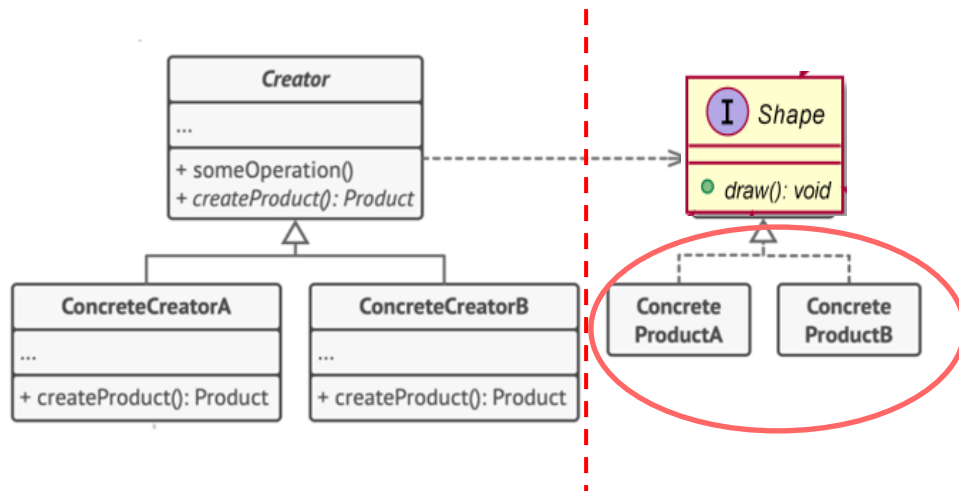 Creator
...
+ someOperation()
+ createProduct(): Product
ConcreteCreatorA
...
+ createProduct(): Product
ConcreteCreatorB
...
+ createProduct(): Product
I Shape
draw(): void
Concrete
ProductA
Concrete
ProductB